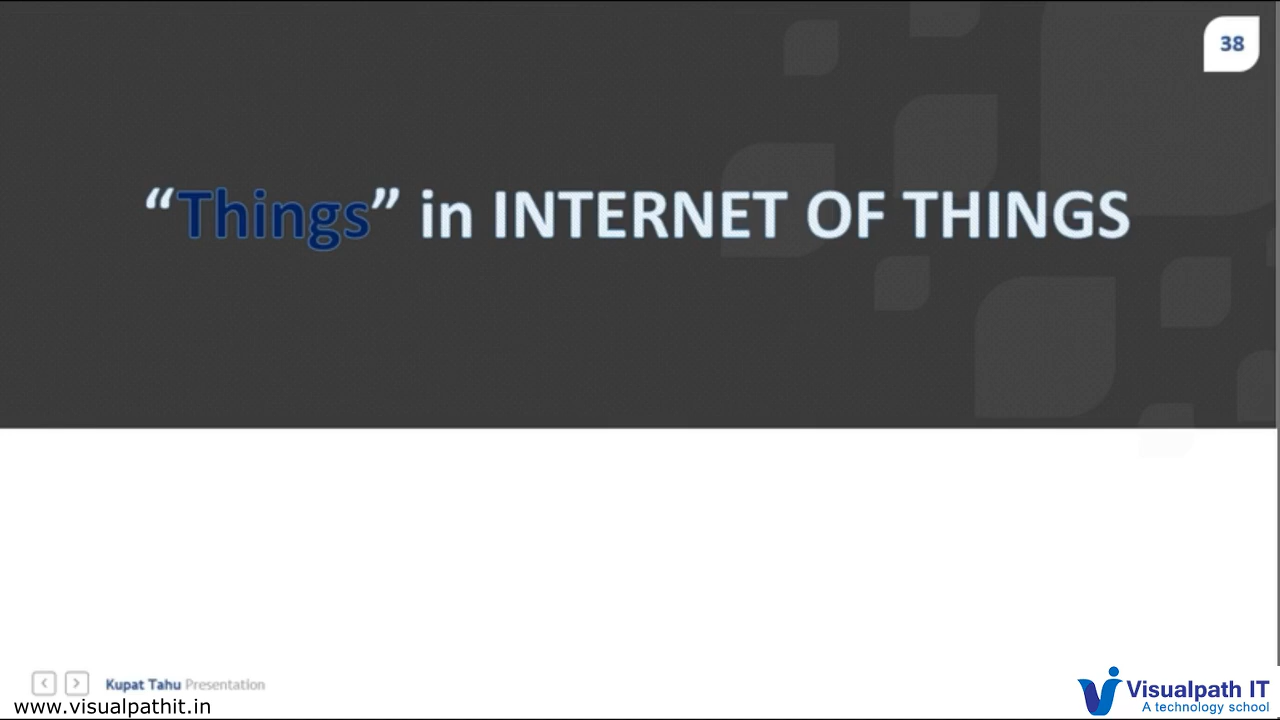 38
“Things” in INTERNET OF THINGS
Kupat Tahu Presentation
www.visualpathit.in
Visualpath IT
A technology school